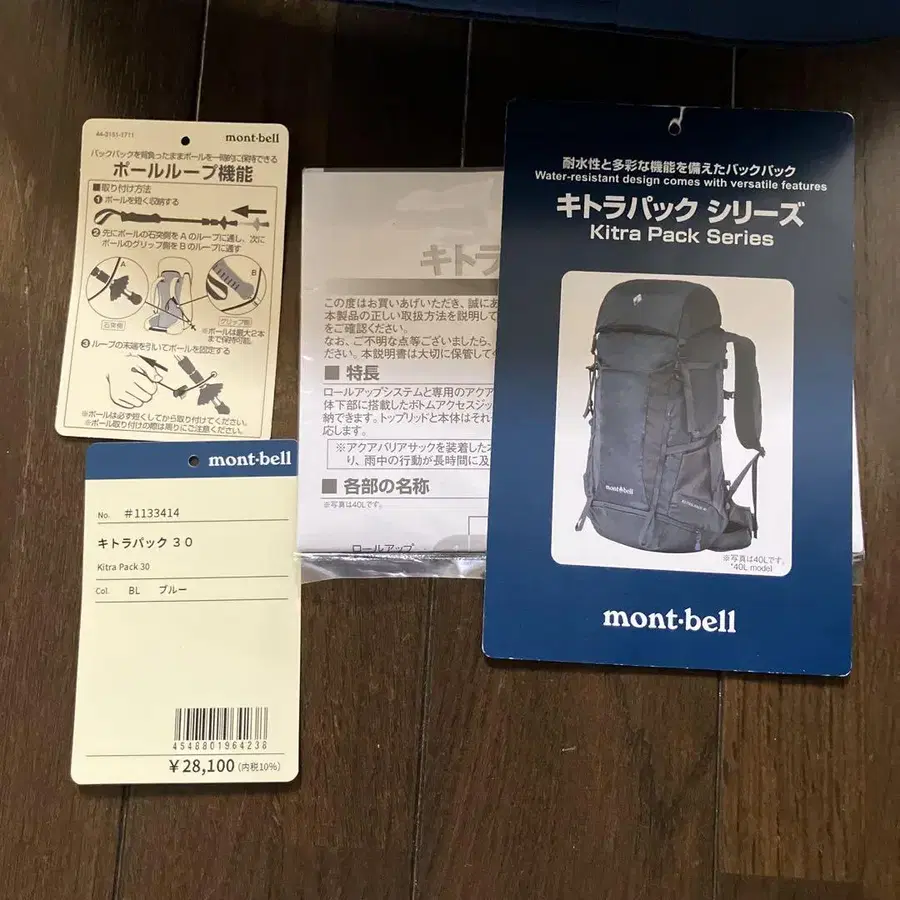 44-3151-1711
mont-bell
バックパックを背負ったままポールを一時的に保持できる
ポールループ機能
■取り付け方法
❶ ポールを短く収納する
❷ 先にポールの石突側をAのループに通し、次に
ポールのグリップ側をBのループに通す
A
B
石突側
グリップ側
※ポールは最大2本
まで保持可能。
❸ ループの末端を引いてポールを固定する
※ポールは必ず短くしてから取り付けてください。
※ポール取り付けの際は周りにご注意ください。
mont-bell
No. #1133414
キトラパック 30
Kitra Pack 30
Col. BL ブルー
4548801964238
¥28,100 (内税10%)
キトラ
この度はお買いあげいただき、誠にあ
本製品の正しい取扱方法を説明して
をご確認ください。
なお、ご不明な点等ございましたら、
ださい。本説明書は大切に保管して
■ 特長
ロールアップシステムと専用のアクア
体下部に搭載したボトムアクセスジッ
納できます。トップリッドと本体はそれ
応します。
※アクアバリアサックを装着した
り、雨中の行動が長時間に及
■ 各部の名称
※写真は40Lです。
ロールアップ
耐水性と多彩な機能を備えたバックパック
Water-resistant design comes with versatile features
キトラパック シリーズ
Kitra Pack Series
mont-bell
※写真は40Lです。
*40L model
mont-bell